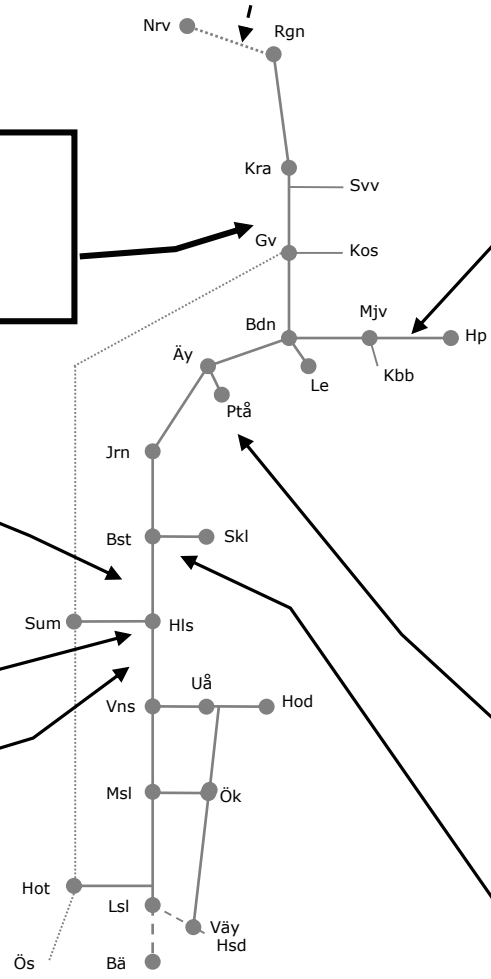 Nrv
Rgn
Kra
Svv
Gv
Kos
Bdn
Mjv
Hp
Äy
Le
Kbb
Ptå
Jrn
Bst
Skl
Sum
Hls
Uå
Vns
Hod
Msl
Ök
Hot
Lsl
Väy
Hsd
Ös
Bä